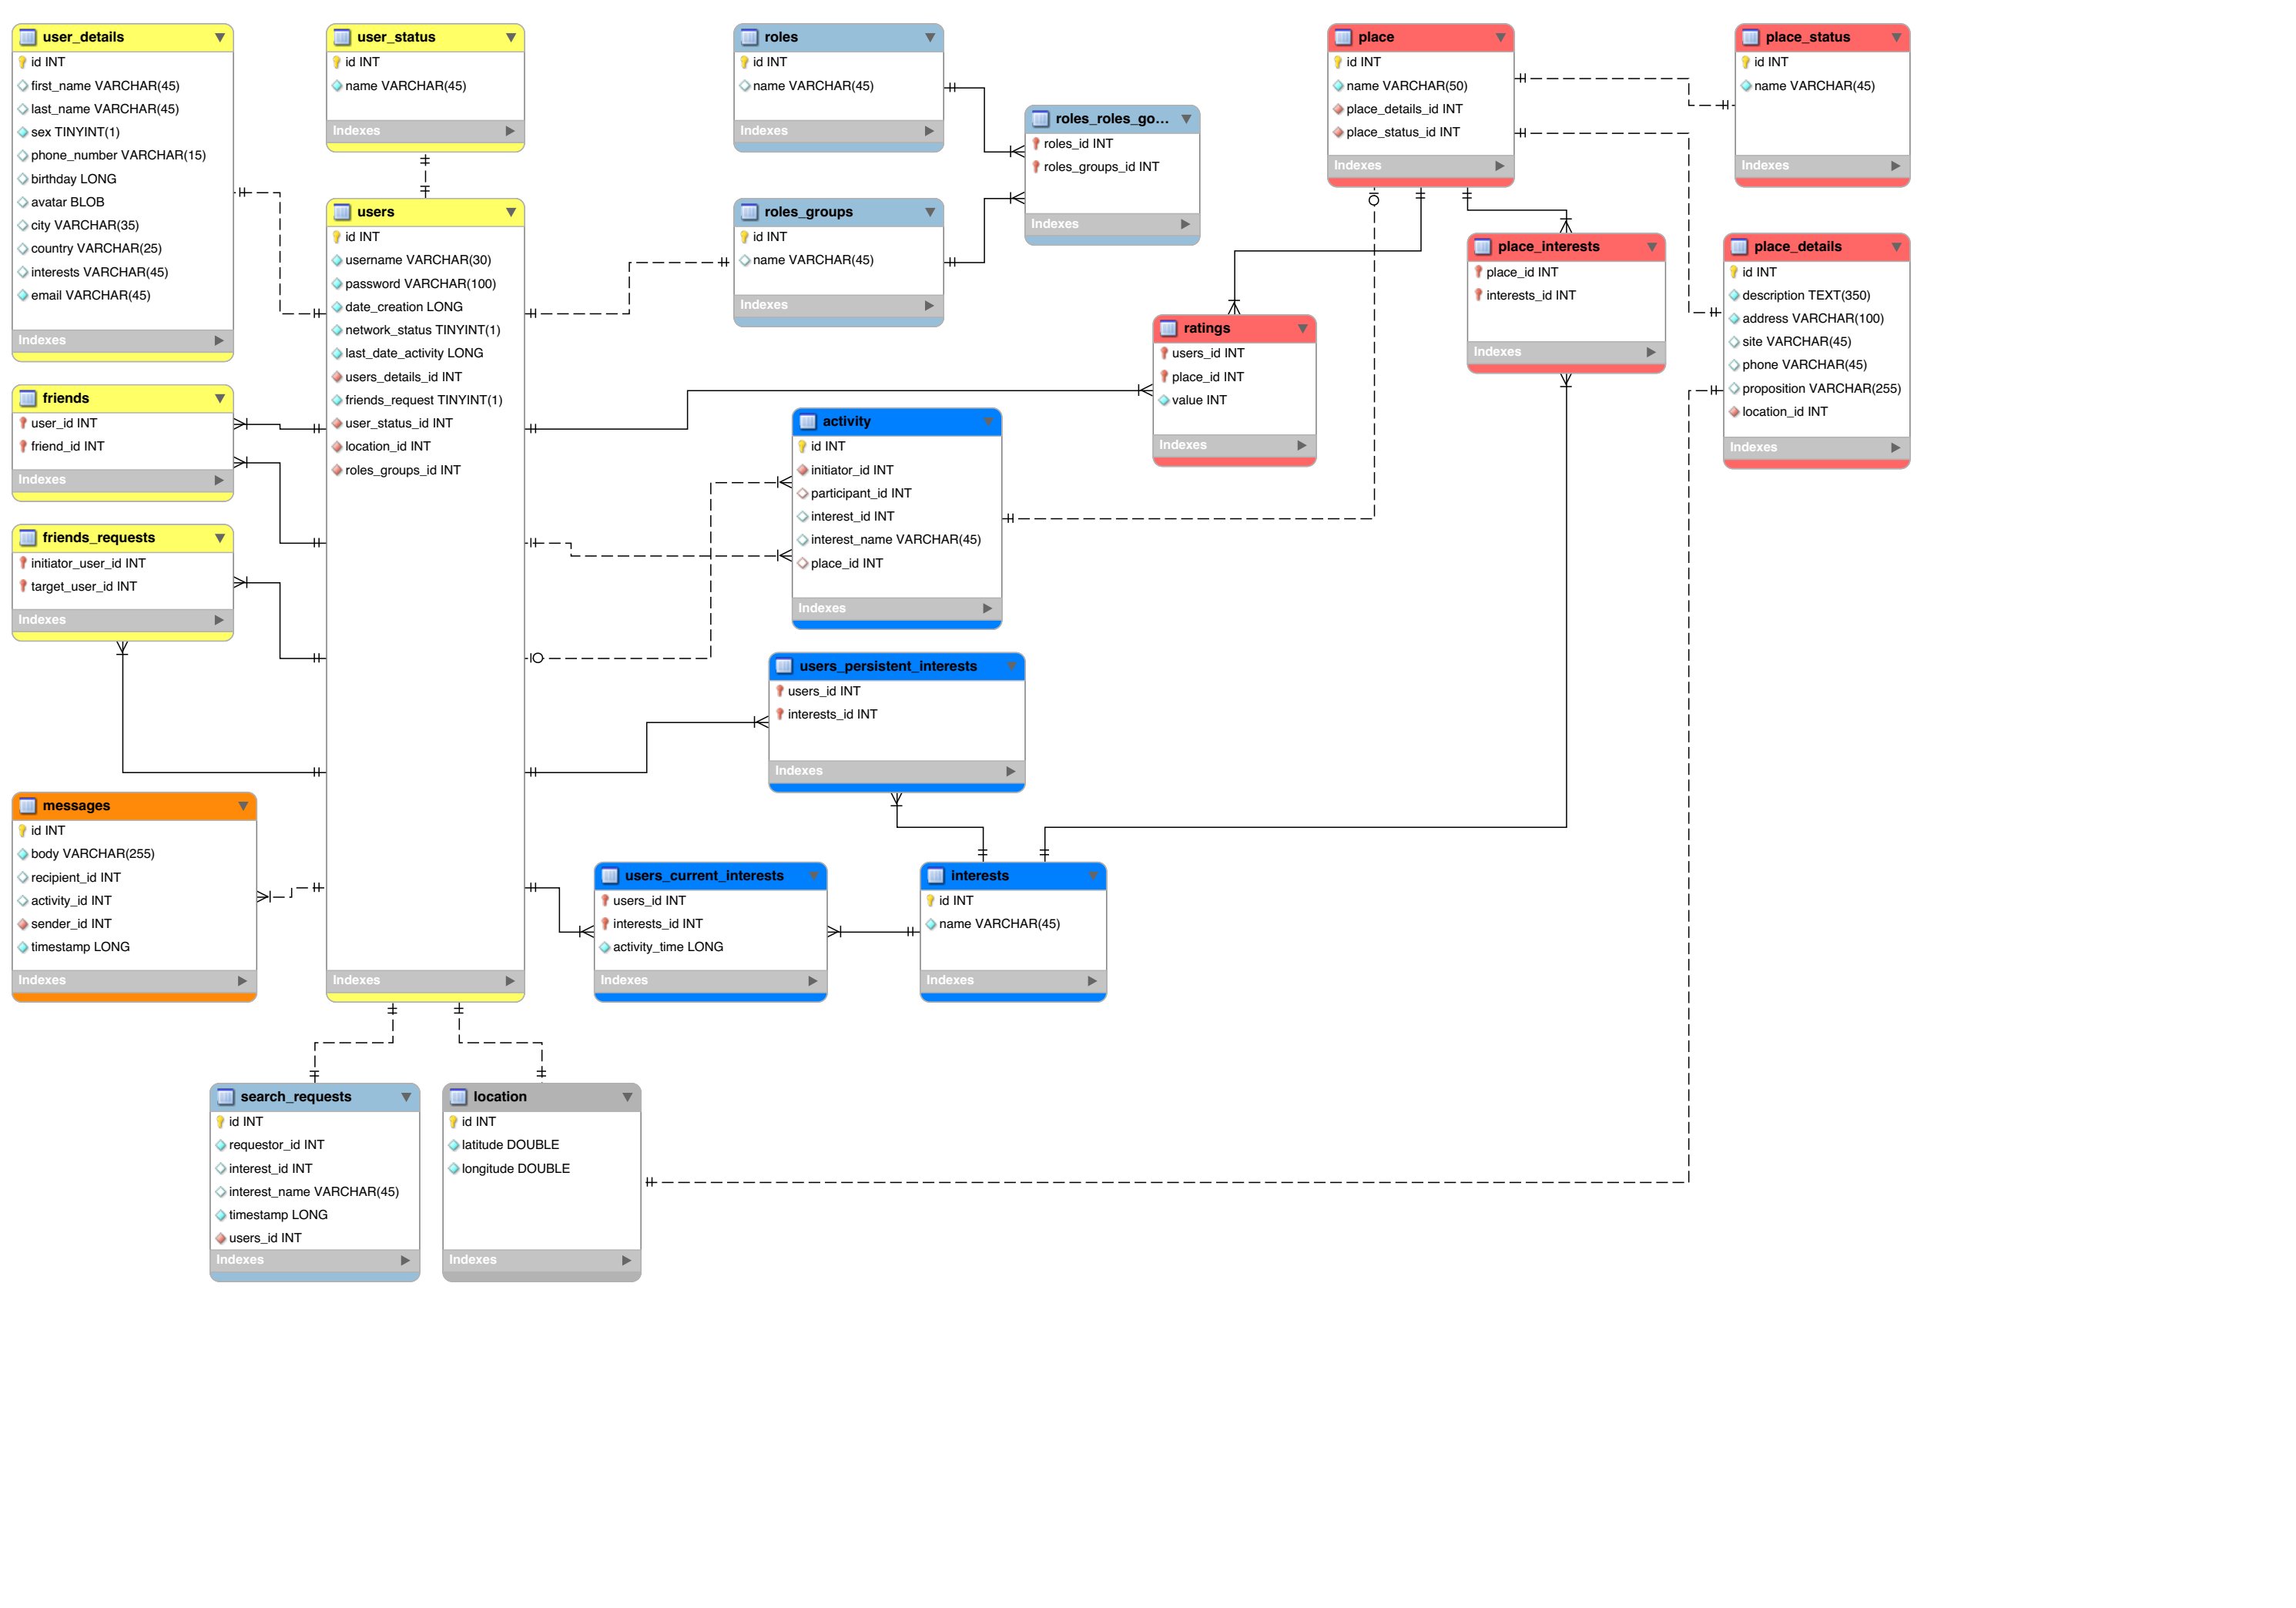 user_details
id INT
first_name VARCHAR(45)
last_name VARCHAR(45)
sex TINYINT(1)
phone_number VARCHAR(15)
birthday LONG
avatar BLOB
city VARCHAR(35)
country VARCHAR(25)
interests VARCHAR(45)
email VARCHAR(45)
Indexes
user_status
id INT
name VARCHAR(45)
Indexes
users
id INT
username VARCHAR(30)
password VARCHAR(100)
date_creation LONG
network_status TINYINT(1)
last_date_activity LONG
users_details_id INT
friends_request TINYINT(1)
user_status_id INT
location_id INT
roles_groups_id INT
Indexes
friends
user_id INT
friend_id INT
Indexes
friends_requests
initiator_user_id INT
target_user_id INT
Indexes
messages
id INT
body VARCHAR(255)
recipient_id INT
activity_id INT
sender_id INT
timestamp LONG
Indexes
roles
id INT
name VARCHAR(45)
Indexes
roles_groups
id INT
name VARCHAR(45)
Indexes
roles_roles_go...
roles_id INT
roles_groups_id INT
Indexes
place
id INT
name VARCHAR(50)
place_details_id INT
place_status_id INT
Indexes
place_status
id INT
name VARCHAR(45)
Indexes
place_interests
place_id INT
interests_id INT
Indexes
place_details
id INT
description TEXT(350)
address VARCHAR(100)
site VARCHAR(45)
phone VARCHAR(45)
proposition VARCHAR(255)
location_id INT
Indexes
ratings
users_id INT
place_id INT
value INT
Indexes
activity
id INT
initiator_id INT
participant_id INT
interest_id INT
interest_name VARCHAR(45)
place_id INT
Indexes
users_persistent_interests
users_id INT
interests_id INT
Indexes
users_current_interests
users_id INT
interests_id INT
activity_time LONG
Indexes
interests
id INT
name VARCHAR(45)
Indexes
search_requests
id INT
requestor_id INT
interest_id INT
interest_name VARCHAR(45)
timestamp LONG
users_id INT
Indexes
location
id INT
latitude DOUBLE
longitude DOUBLE
Indexes